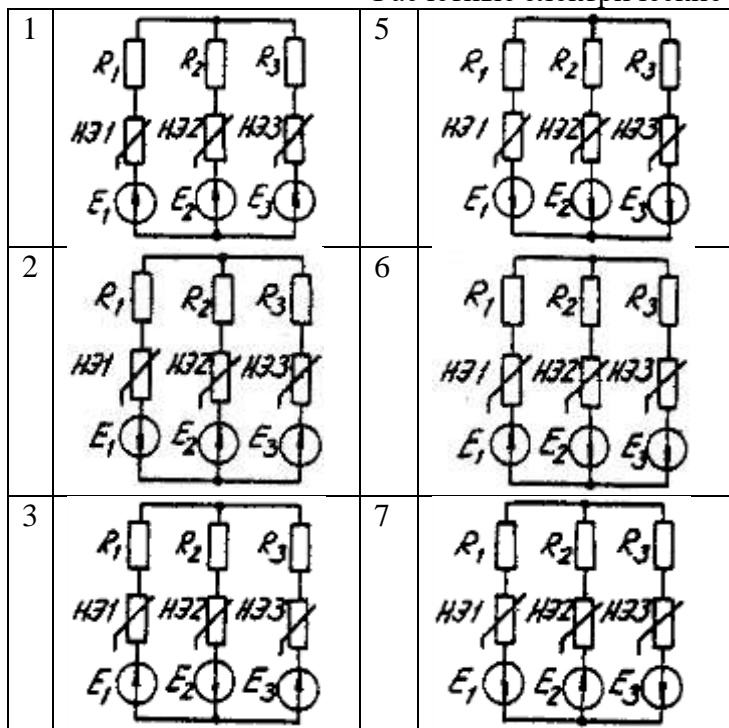 1
R₁ R₂ R₃
НЭ1 НЭ2 НЭ3
E₁ E₂ E₃
5
R₁ R₂ R₃
НЭ1 НЭ2 НЭ3
E₁ E₂ E₃
2
R₁ R₂ R₃
НЭ1 НЭ2 НЭ3
E₁ E₂ E₃
6
R₁ R₂ R₃
НЭ1 НЭ2 НЭ3
E₁ E₂ E₃
3
R₁ R₂ R₃
НЭ1 НЭ2 НЭ3
E₁ E₂ E₃
7
R₁ R₂ R₃
НЭ1 НЭ2 НЭ3
E₁ E₂ E₃